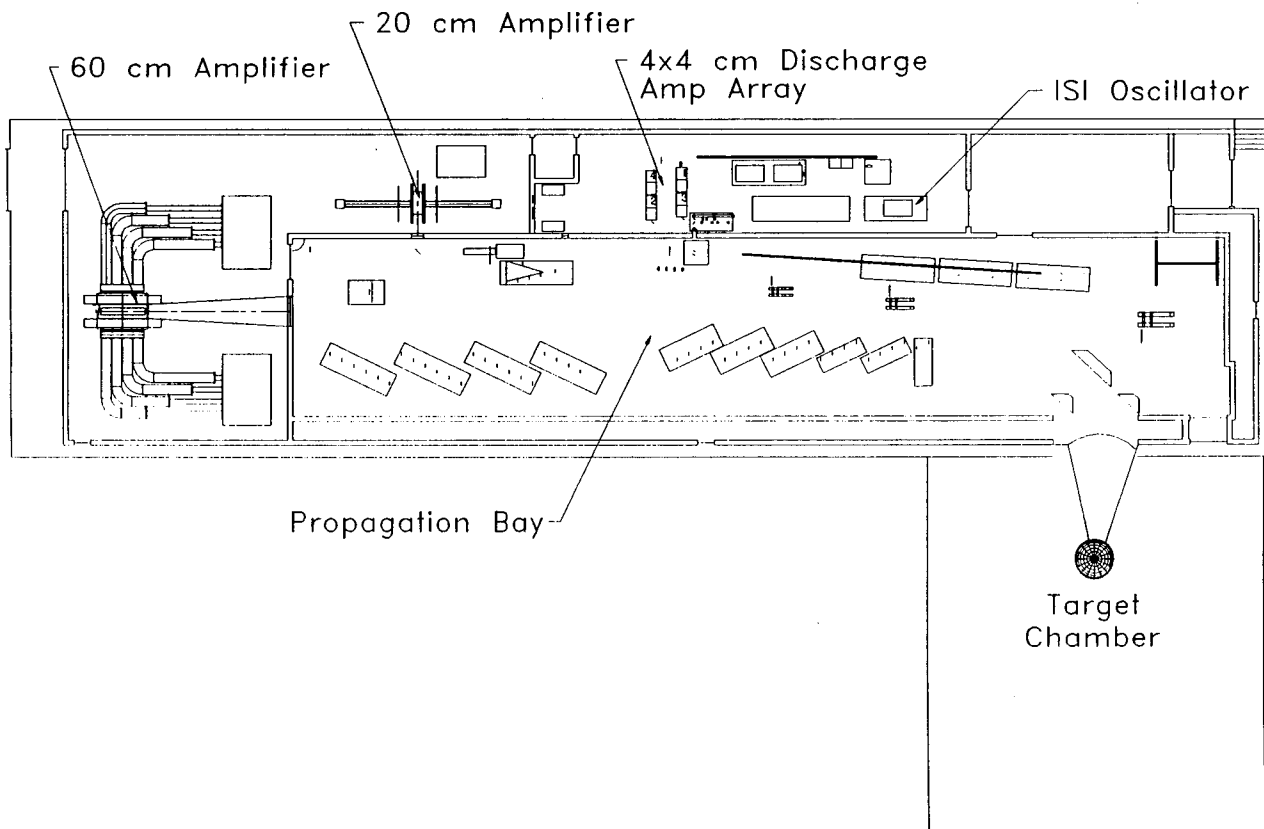 20 cm Amplifier
60 cm Amplifier
4x4 cm Discharge
Amp Array
ISI Oscillator
Propagation Bay
Target
Chamber